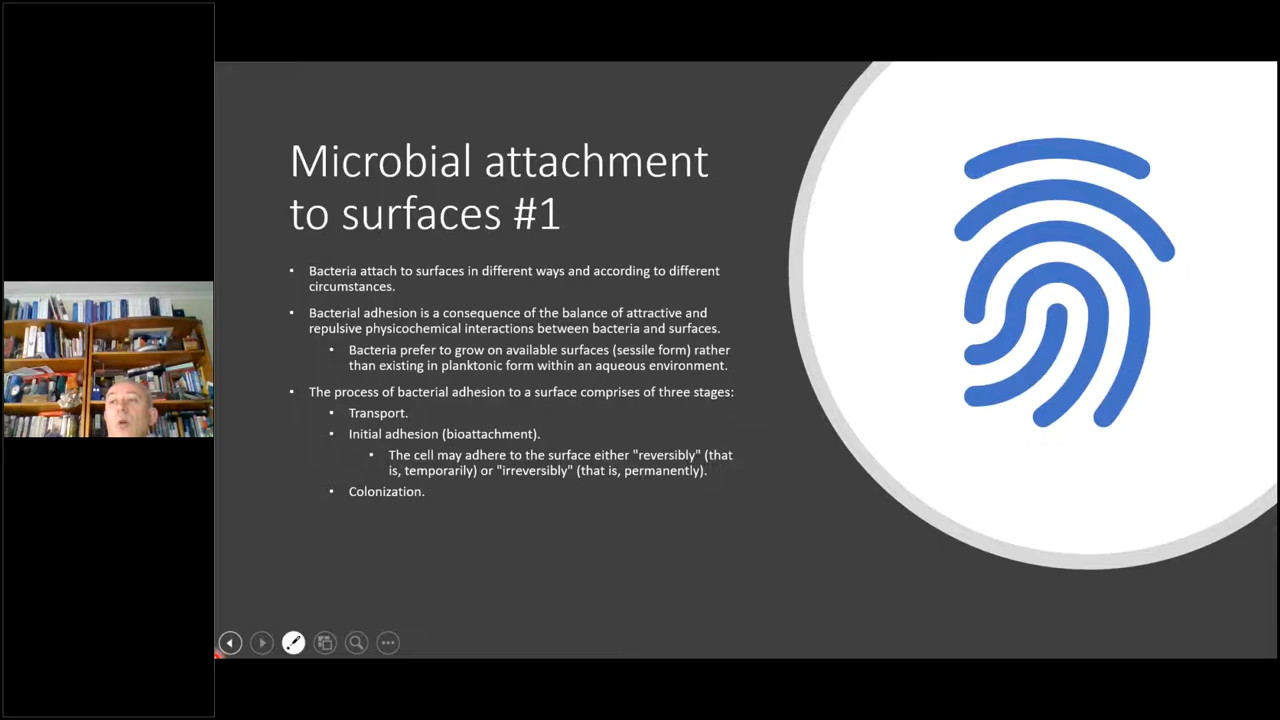 Microbial attachment
to surfaces #1
• Bacteria attach to surfaces in different ways and according to different
circumstances.
• Bacterial adhesion is a consequence of the balance of attractive and
repulsive physicochemical interactions between bacteria and surfaces.
• Bacteria prefer to grow on available surfaces (sessile form) rather
than existing in planktonic form within an aqueous environment.
• The process of bacterial adhesion to a surface comprises of three stages:
• Transport.
• Initial adhesion (bioattachment).
• The cell may adhere to the surface either "reversibly" (that
is, temporarily) or "irreversibly" (that is, permanently).
• Colonization.